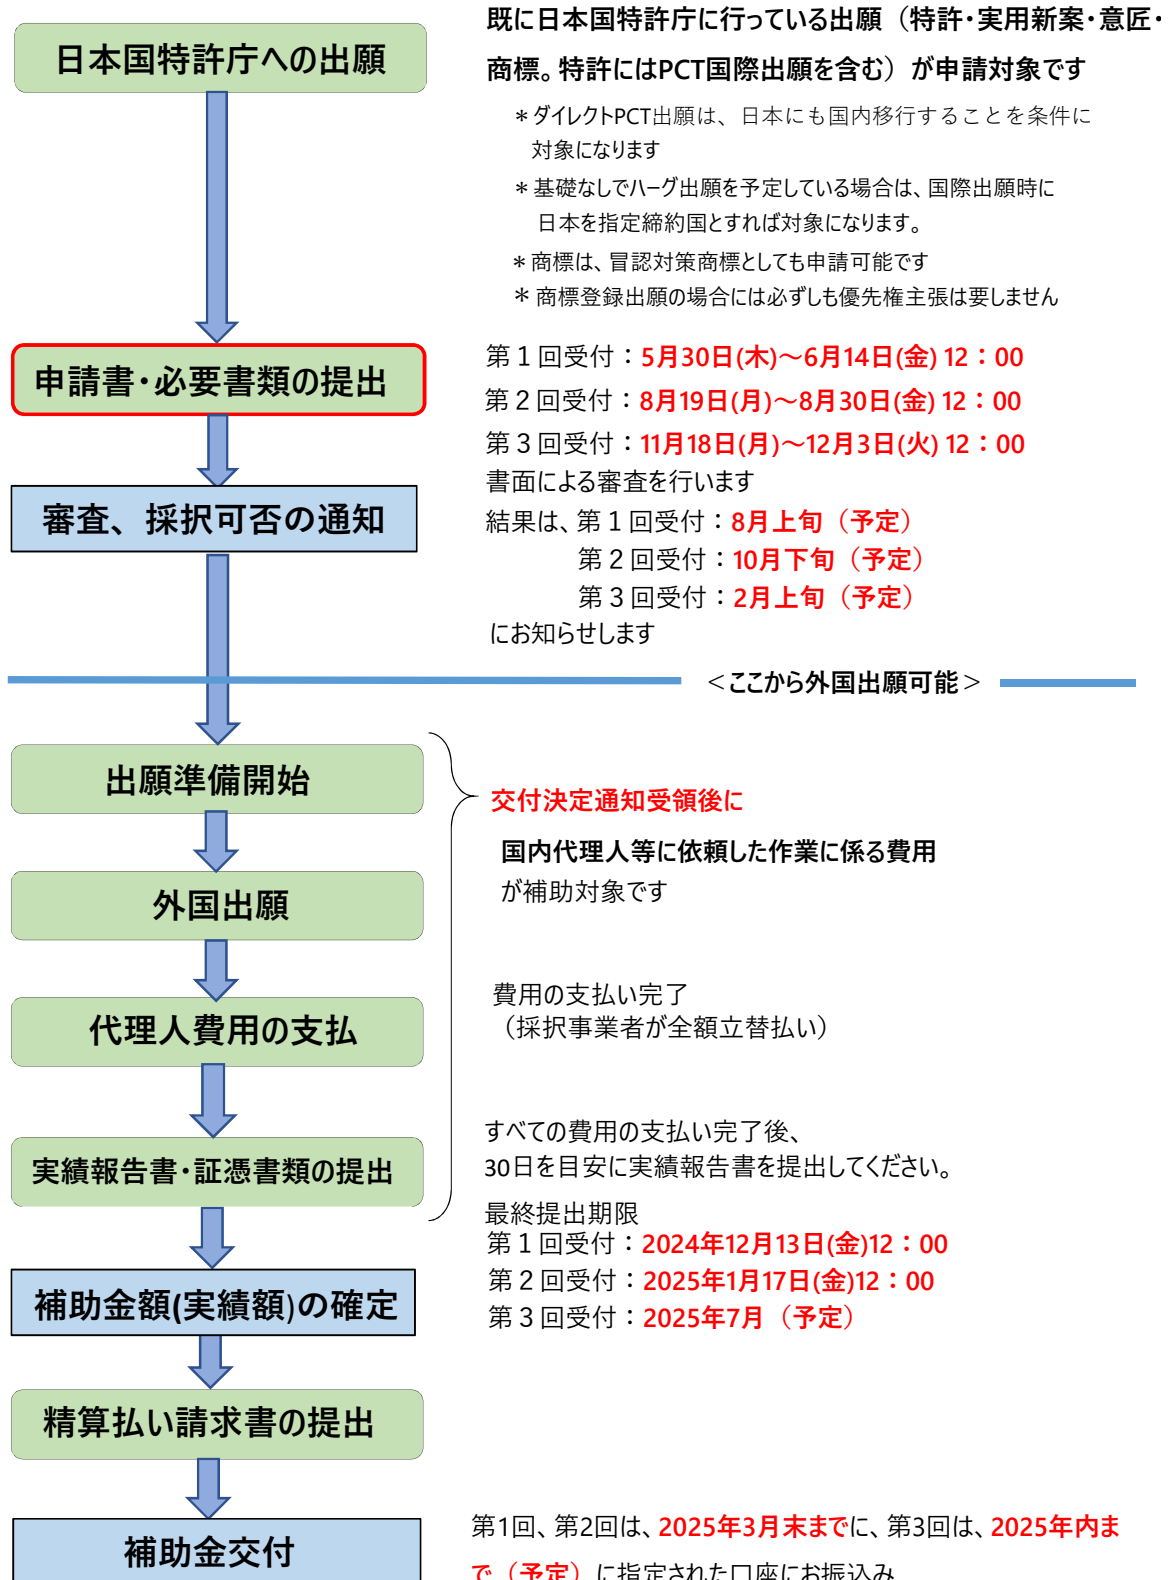 既に日本国特許庁に行っている出願（特許・実用新案・意匠・
日本国特許庁への出願
商標。特許にはPCT国際出願を含む）が申請対象です
＊ダイレクトPCT出願は、日本にも国内移行することを条件に
対象になります
＊基礎なしでハーグ出願を予定している場合は、国際出願時に
日本を指定締約国とすれば対象になります。
＊商標は、冒認対策商標としても申請可能です
＊商標登録出願の場合には必ずしも優先権主張は要しません
申請書・必要書類の提出
第１回受付：5月30日(木)～6月14日(金) 12：00
第２回受付：8月19日(月)～8月30日(金) 12：00
第３回受付：11月18日(月)～12月3日(火) 12：00
審査、採択可否の通知
書面による審査を行います
結果は、第１回受付：8月上旬（予定）
第２回受付：10月下旬（予定）
第３回受付：2月上旬（予定）
にお知らせします
＜ここから外国出願可能＞
出願準備開始
交付決定通知受領後に
国内代理人等に依頼した作業に係る費用
が補助対象です
外国出願
代理人費用の支払
費用の支払い完了
（採択事業者が全額立替払い）
実績報告書・証憑書類の提出
すべての費用の支払い完了後、
30日を目安に実績報告書を提出してください。
最終提出期限
第１回受付：2024年12月13日(金)12：00
第２回受付：2025年1月17日(金)12：00
第３回受付：2025年7月（予定）
補助金額(実績額)の確定
精算払い請求書の提出
補助金交付
第1回、第2回は、2025年3月末までに、第3回は、2025年内ま
で（予定）に指定された口座にお振込み